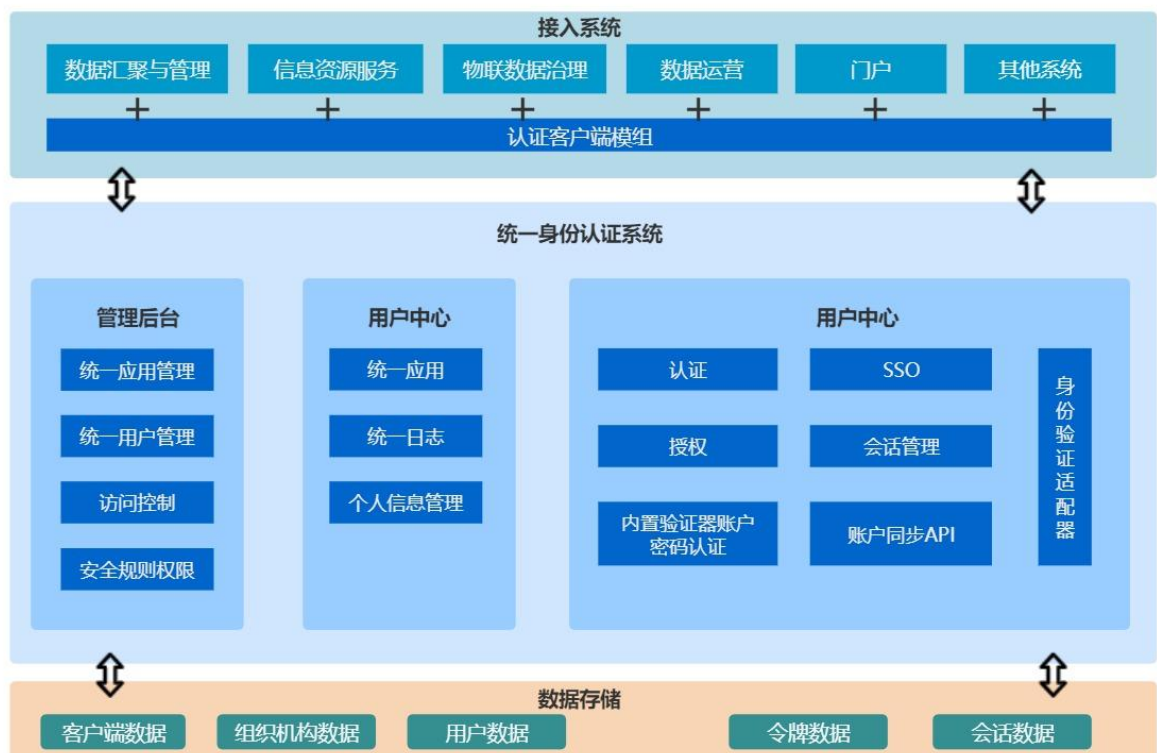 接入系统
数据汇聚与管理
信息资源服务
物联数据治理
数据运营
门户
其他系统
认证客户端模组
统一身份认证系统
管理后台
统一应用管理
统一用户管理
访问控制
安全规则权限
用户中心
统一应用
统一日志
个人信息管理
用户中心
认证
SSO
授权
会话管理
内置验证器账户
密码认证
账户同步API
身份验证适配器
数据存储
客户端数据
组织机构数据
用户数据
令牌数据
会话数据